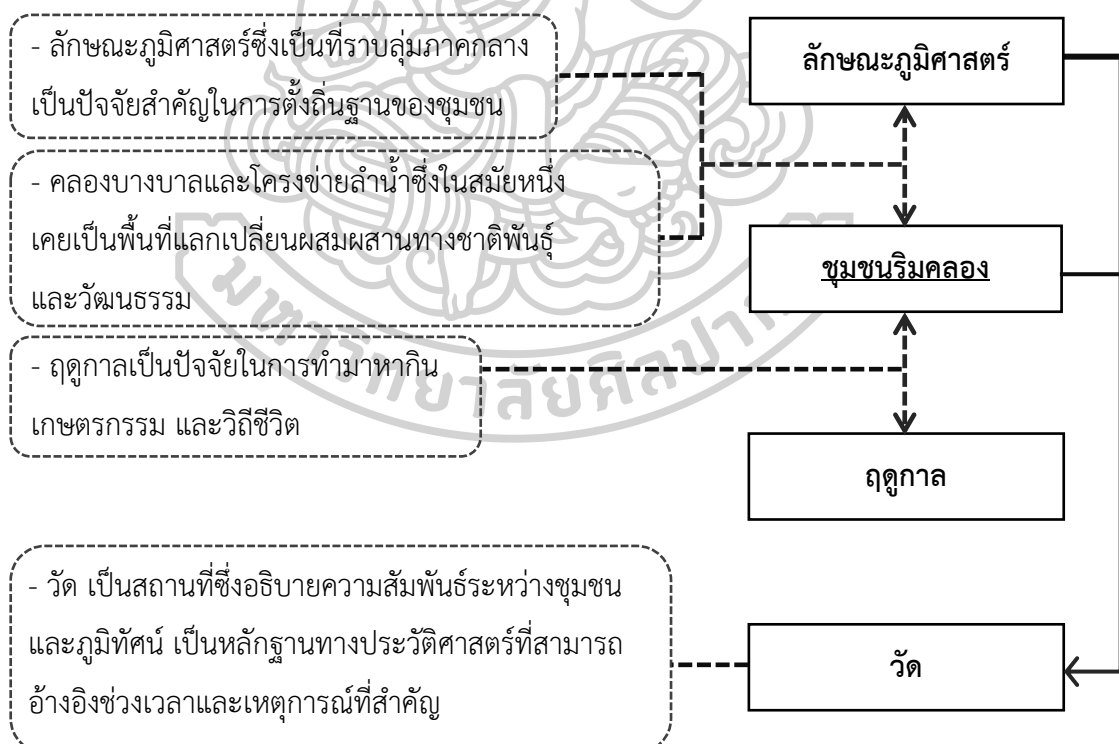 - ลักษณะภูมิศาสตร์ซึ่งเป็นที่ราบลุ่มภาคกลาง
เป็นปัจจัยสำคัญในการตั้งถิ่นฐานของชุมชน
ลักษณะภูมิศาสตร์
- คลองบางบาลและโครงข่ายลำน้ำซึ่งในสมัยหนึ่ง
เคยเป็นพื้นที่แลกเปลี่ยนผสมผสานทางชาติพันธุ์
และวัฒนธรรม
ชุมชนริมคลอง
- ฤดูกาลเป็นปัจจัยในการทำมาหากิน
เกษตรกรรม และวิถีชีวิต
ฤดูกาล
- วัด เป็นสถานที่ซึ่งอธิบายความสัมพันธ์ระหว่างชุมชน
และภูมิทัศน์ เป็นหลักฐานทางประวัติศาสตร์ที่สามารถ
อ้างอิงช่วงเวลาและเหตุการณ์ที่สำคัญ
วัด